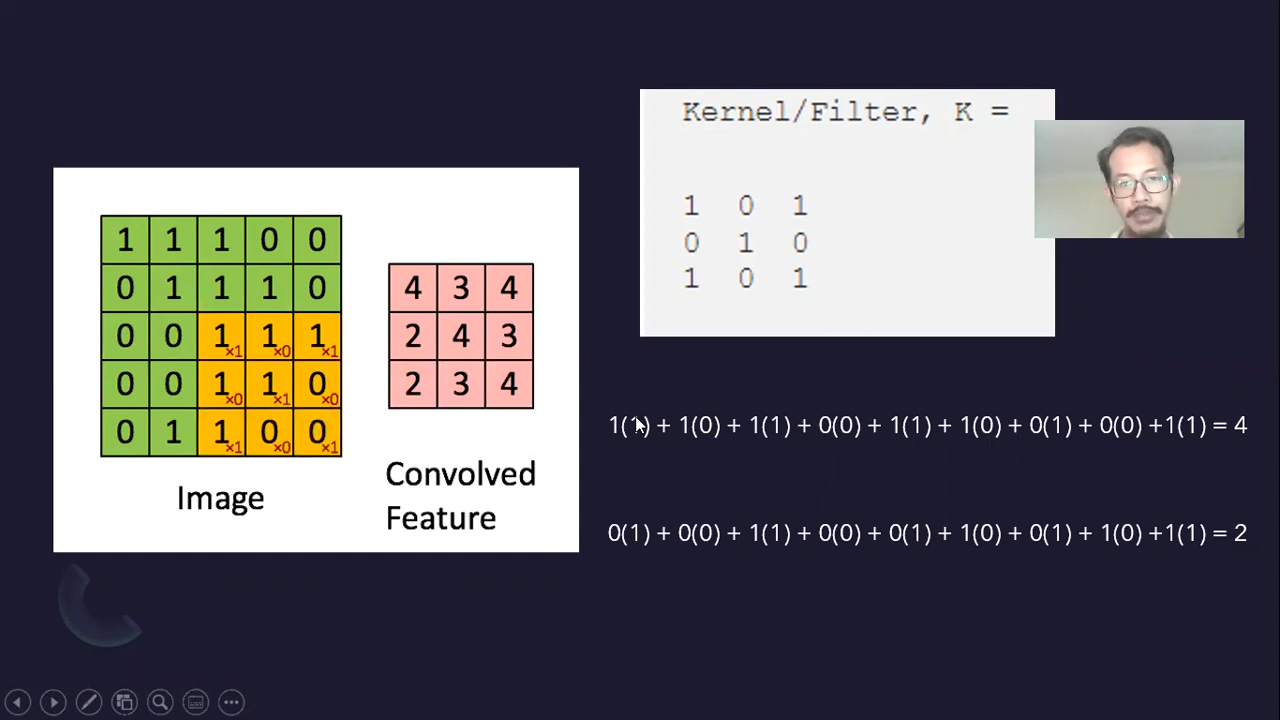 Kernel/Filter, K =
1 0 1
0 1 0
1 0 1
1 1 1 0 0
0 1 1 1 0
0 0 1×1 1×0 1×1
0 0 1×0 1×1 0×0
0 1 1×1 0×0 0×1
Image
4 3 4
2 4 3
2 3 4
Convolved
Feature
1(1) + 1(0) + 1(1) + 0(0) + 1(1) + 1(0) + 0(1) + 0(0) +1(1) = 4
0(1) + 0(0) + 1(1) + 0(0) + 0(1) + 1(0) + 0(1) + 1(0) +1(1) = 2